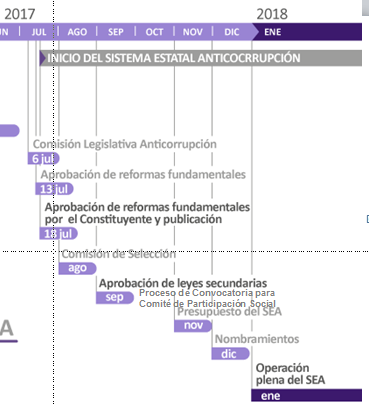 2017 2018
UN JUL AGO SEP OCT NOV DIC ENE
INICIO DEL SISTEMA ESTATAL ANTICOCRRUPCIÓN
Comisión Legislativa Anticorrupción
6 jul
Aprobación de reformas fundamentales
13 jul
Aprobación de reformas fundamentales
por el Constituyente y publicación
18 jul
Comisión de Selección
ago
Aprobación de leyes secundarias
sep
Proceso de Convocatoria para
Comité de Participación Social
Presupuesto del SEA
nov
Nombramientos
dic
A
Operación
plena del SEA
ene